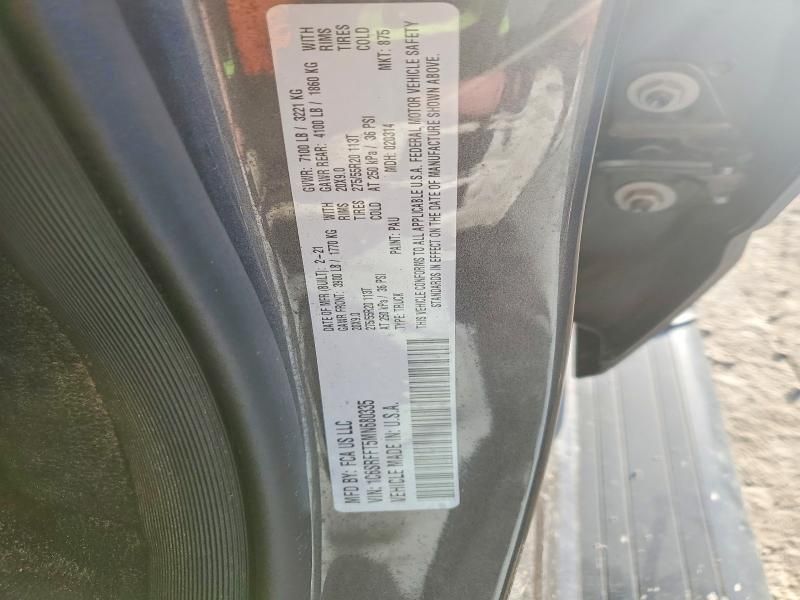 MFD BY: FCA US LLC
DATE OF MFR (BUILT): 2-21 GVWR: 7100 LB / 3221 KG
GAWR FRONT: 3900 LB / 1770 KG WITH GAWR REAR: 4100 LB / 1860 KG WITH
20X9.0 RIMS 20X9.0 RIMS
275/55R20 113T TIRES 275/55R20 113T TIRES
AT 250 kPa / 36 PSI COLD AT 250 kPa / 36 PSI COLD
VIN: 1C6SRFFT5MN680335
TYPE: TRUCK PAINT: PAU MDH: 020314 MKT: 875
VEHICLE MADE IN: U.S.A.
THIS VEHICLE CONFORMS TO ALL APPLICABLE U.S.A. FEDERAL MOTOR VEHICLE SAFETY
STANDARDS IN EFFECT ON THE DATE OF MANUFACTURE SHOWN ABOVE.